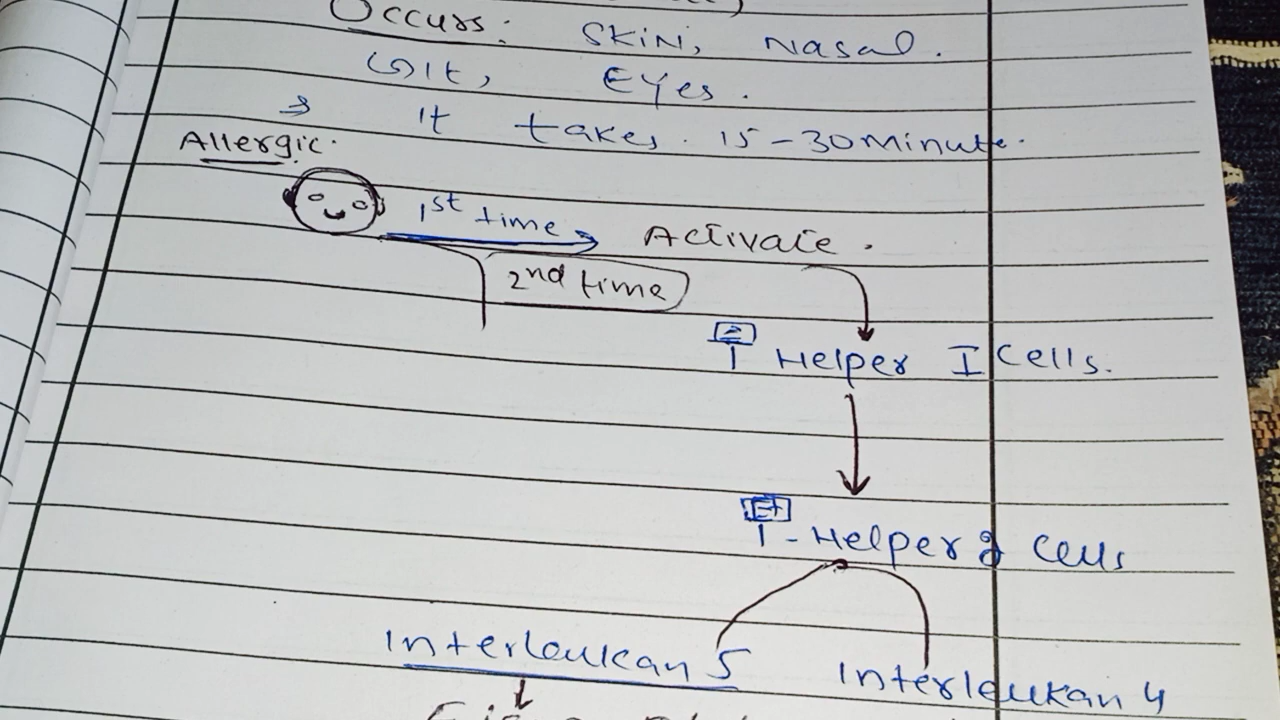 Occurs: Skin, Nasal.
GIt, Eyes.
→ It takes 15-30 Minute.
Allergic.
1st time → Activate.
2nd time
T Helper I Cells.
T-Helper 2 Cells
Interloukan 5 Interleukan 4